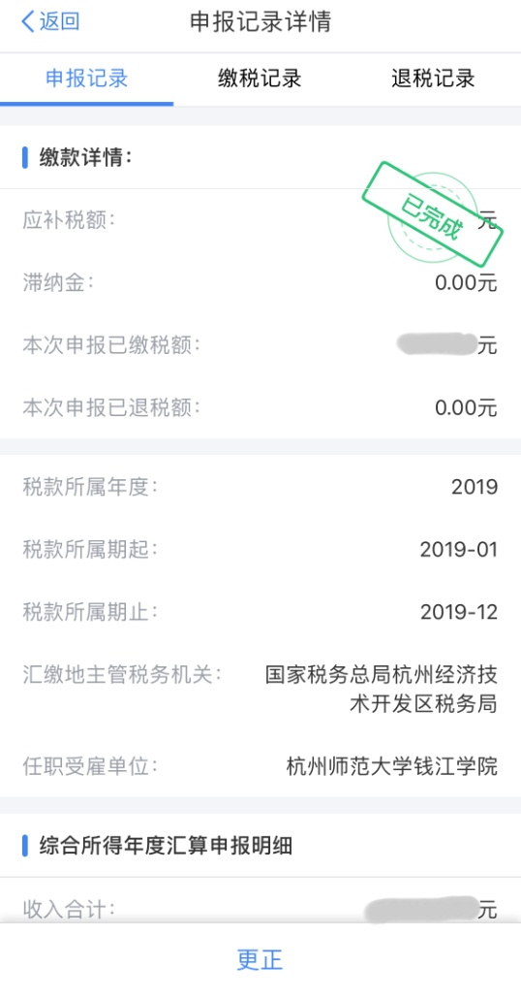 返回
申报记录详情
申报记录 缴税记录 退税记录
缴款详情:
应补税额: 元
已完成
滞纳金: 0.00元
本次申报已缴税额: 元
本次申报已退税额: 0.00元
税款所属年度: 2019
税款所属期起: 2019-01
税款所属期止: 2019-12
汇缴地主管税务机关: 国家税务总局杭州经济技
术开发区税务局
任职受雇单位: 杭州师范大学钱江学院
综合所得年度汇算申报明细
收入合计: 元
更正